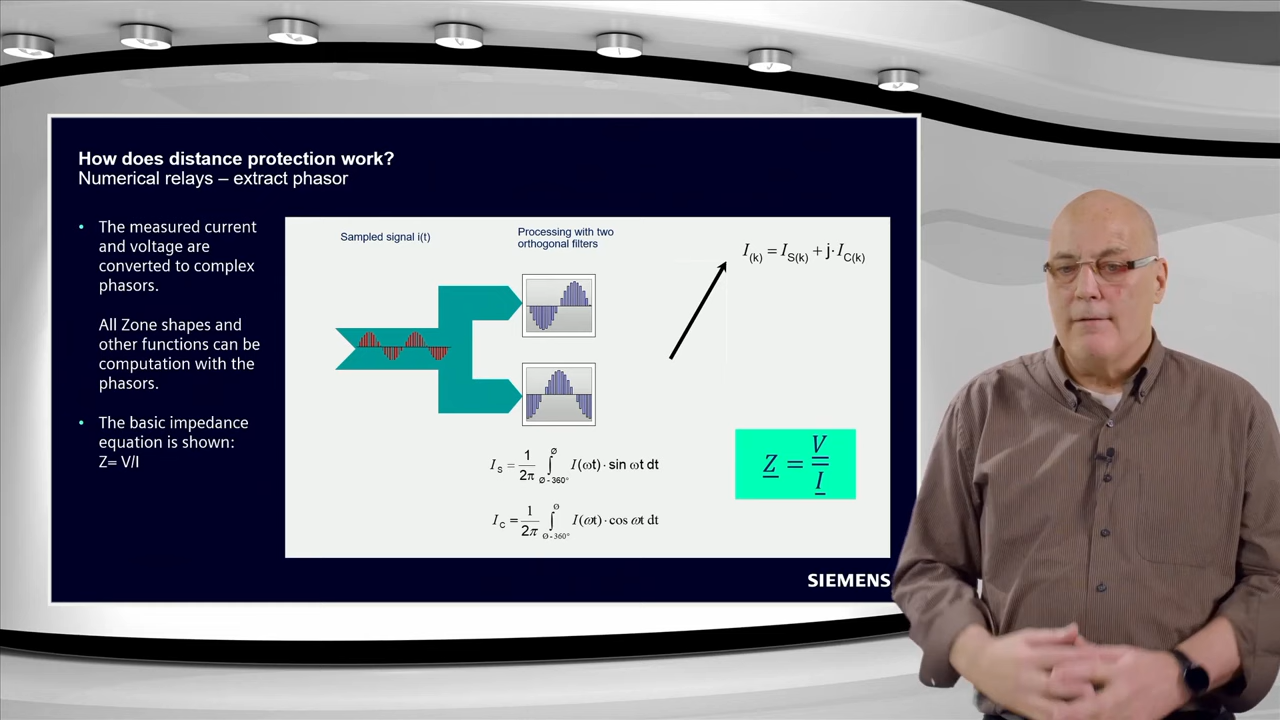 How does distance protection work?
Numerical relays – extract phasor
• The measured current
and voltage are
converted to complex
phasors.
All Zone shapes and
other functions can be
computation with the
phasors.
• The basic impedance
equation is shown:
Z= V/I
Sampled signal i(t)
Processing with two
orthogonal filters
I(k) = IS(k) + j· IC(k)
IS = 1/2π ∫ Ø-360° Ø I(ωt) · sin ωt dt
IC = 1/2π ∫ Ø-360° Ø I(ωt) · cos ωt dt
Z = V/I
SIEMENS